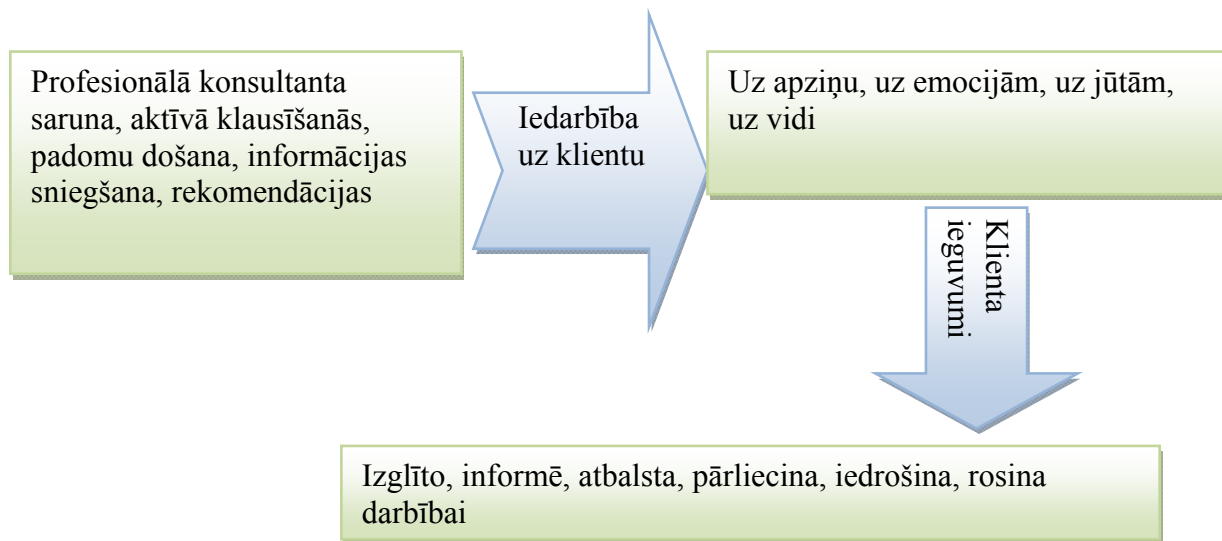 Profesionālā konsultanta
saruna, aktīvā klausīšanās,
padomu došana, informācijas
sniegšana, rekomendācijas
Iedarbība
uz klientu
Uz apziņu, uz emocijām, uz jūtām,
uz vidi
Klienta
ieguvumi
Izglīto, informē, atbalsta, pārliecina, iedrošina, rosina
darbībai